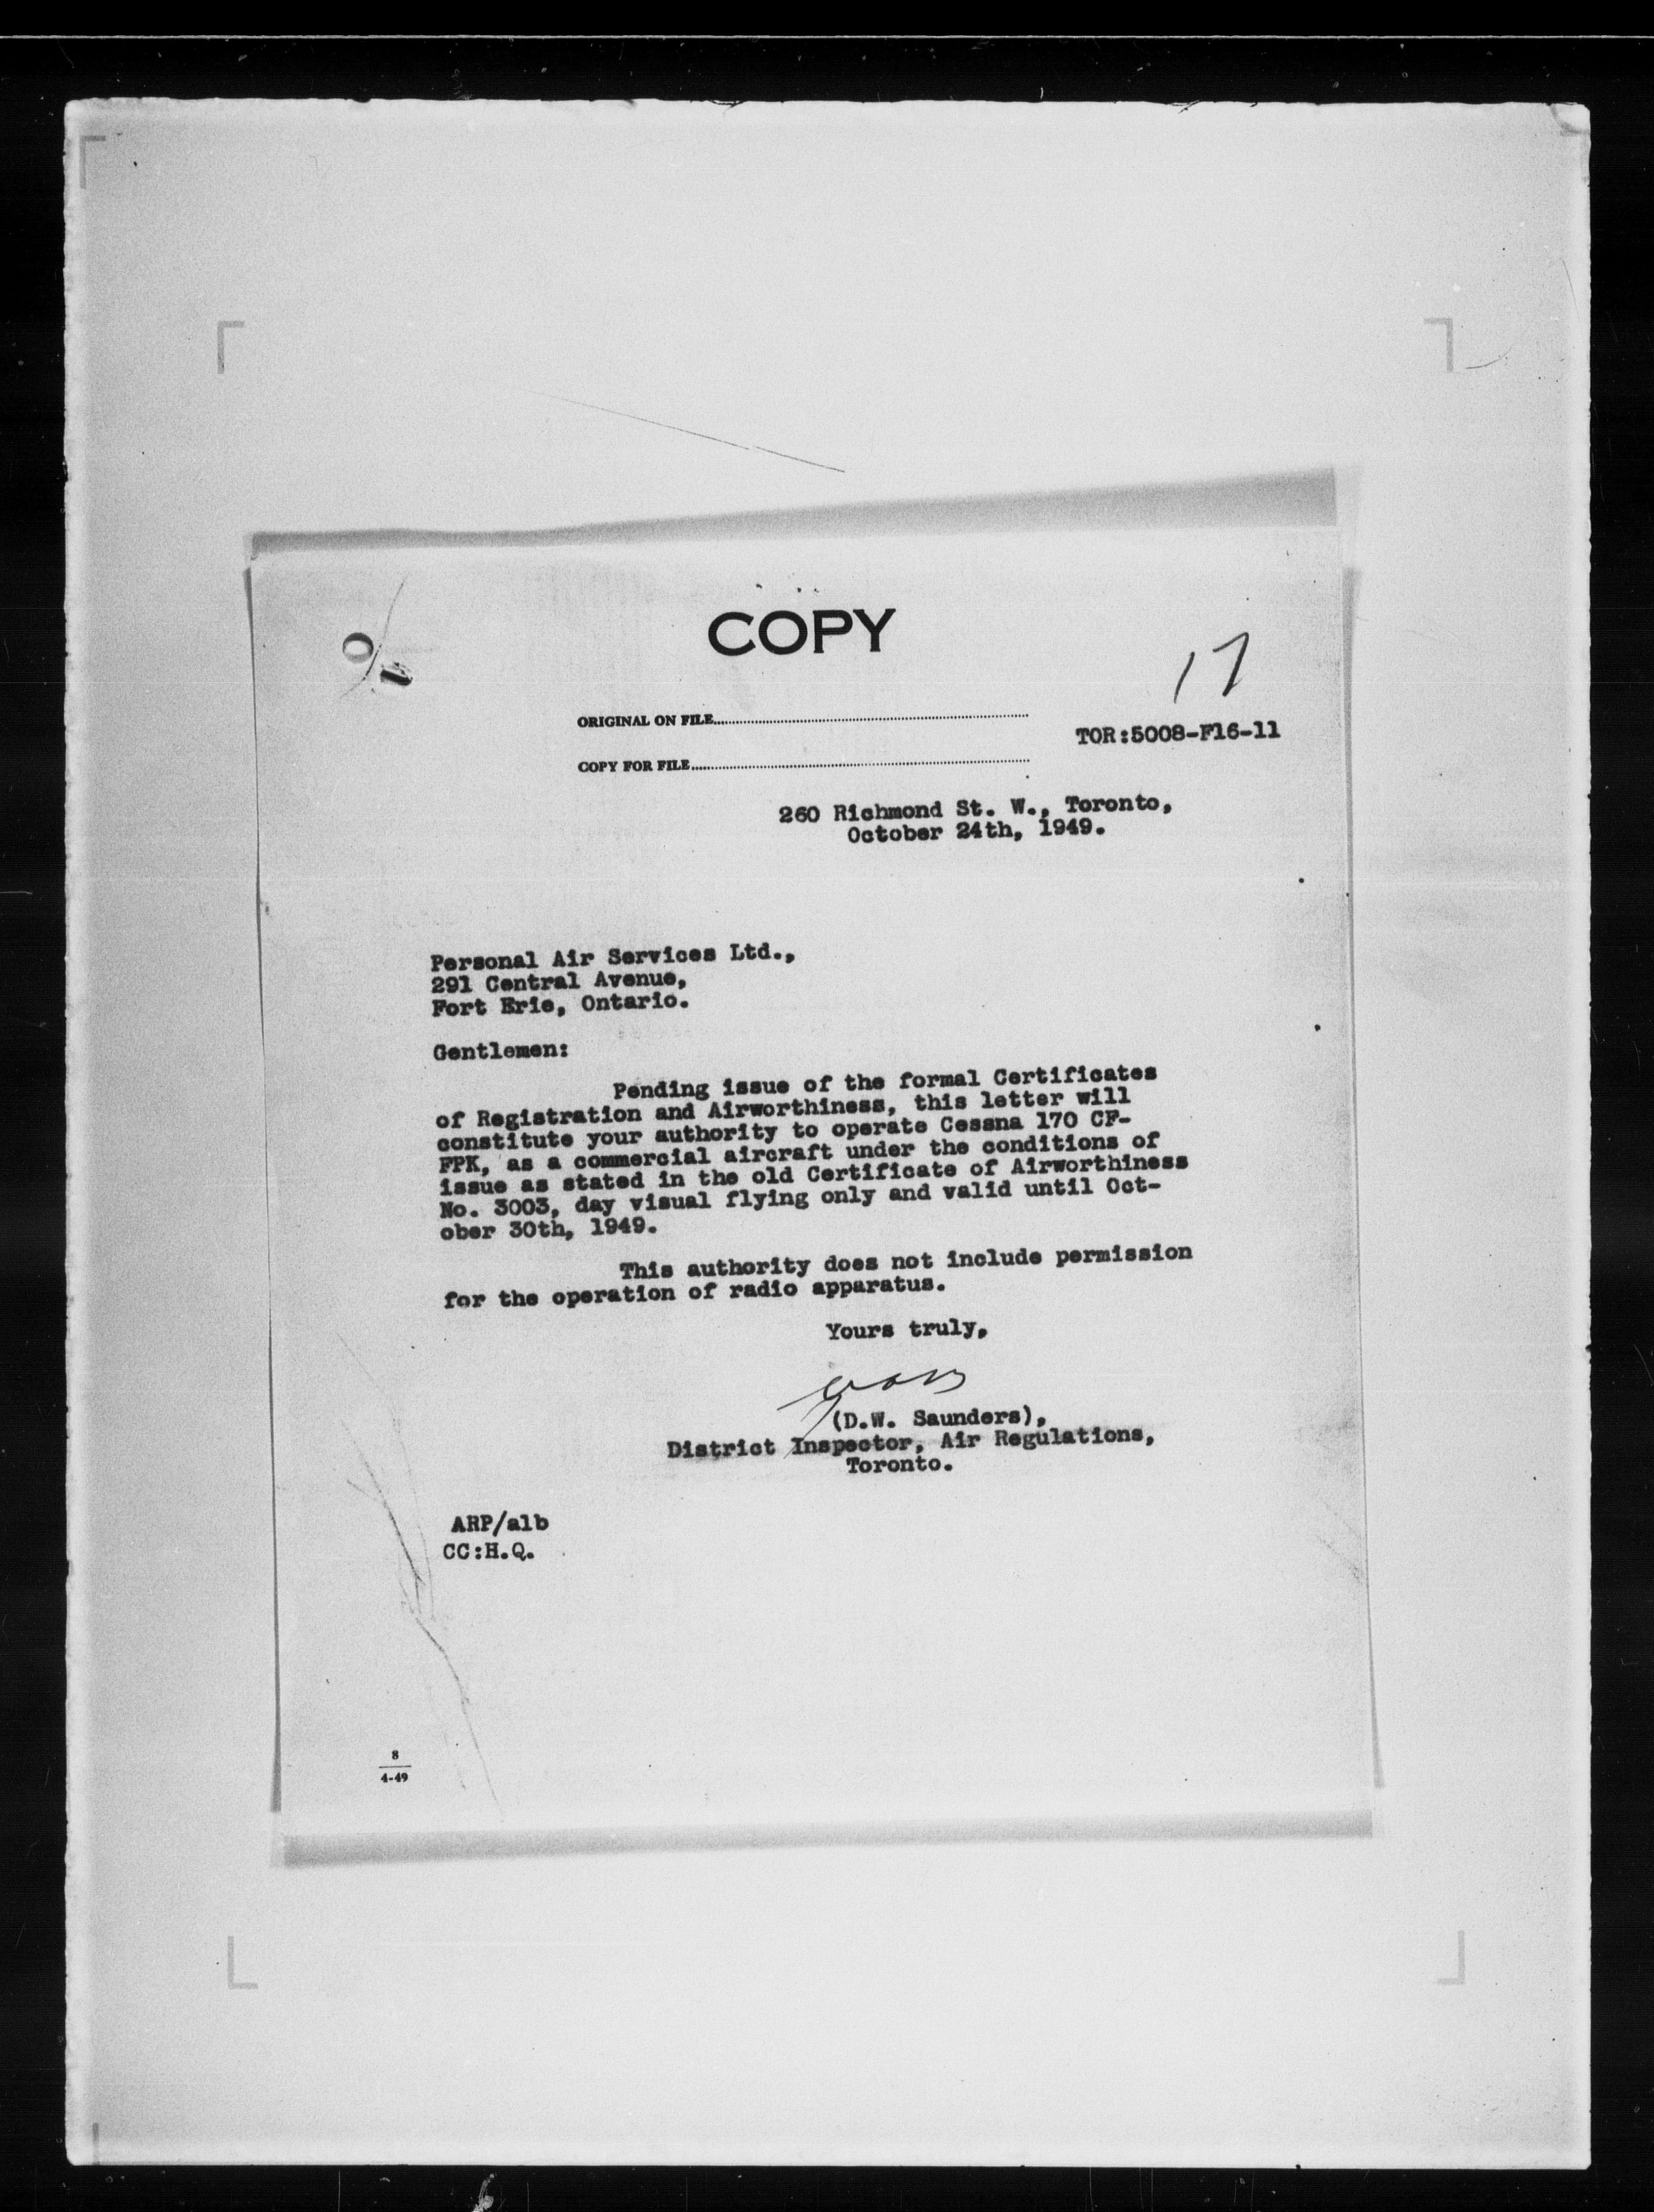 COPY
17
ORIGINAL ON FILE
TOR:5008-F16-11
COPY FOR FILE
260 Richmond St. W., Toronto,
October 24th, 1949.
Personal Air Services Ltd.,
291 Central Avenue,
Fort Erie, Ontario.
Gentlemen:
Pending issue of the formal Certificates
of Registration and Airworthiness, this letter will
constitute your authority to operate Cessna 170 CF-
FPK, as a commercial aircraft under the conditions of
issue as stated in the old Certificate of Airworthiness
No. 3003, day visual flying only and valid until Oct-
ober 30th, 1949.
This authority does not include permission
for the operation of radio apparatus.
Yours truly,
(D.W. Saunders),
District Inspector, Air Regulations,
Toronto.
ARP/alb
CC:H.Q.
8
4-49